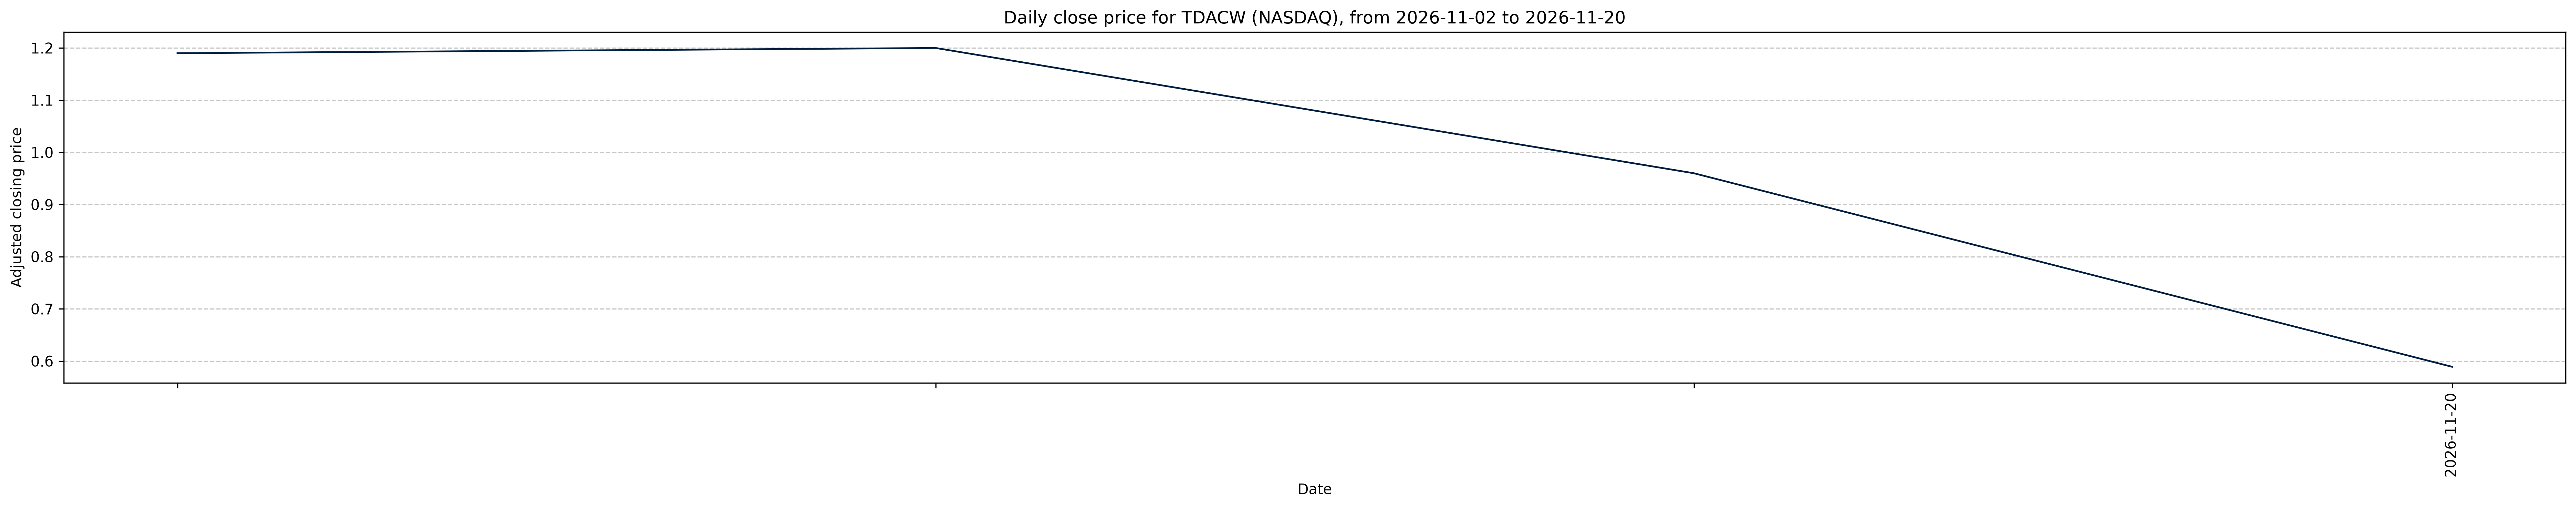 Daily close price for TDACW (NASDAQ), from 2026-11-02 to 2026-11-20
Adjusted closing price
1.2
1.1
1.0
0.9
0.8
0.7
0.6
2026-11-20
Date